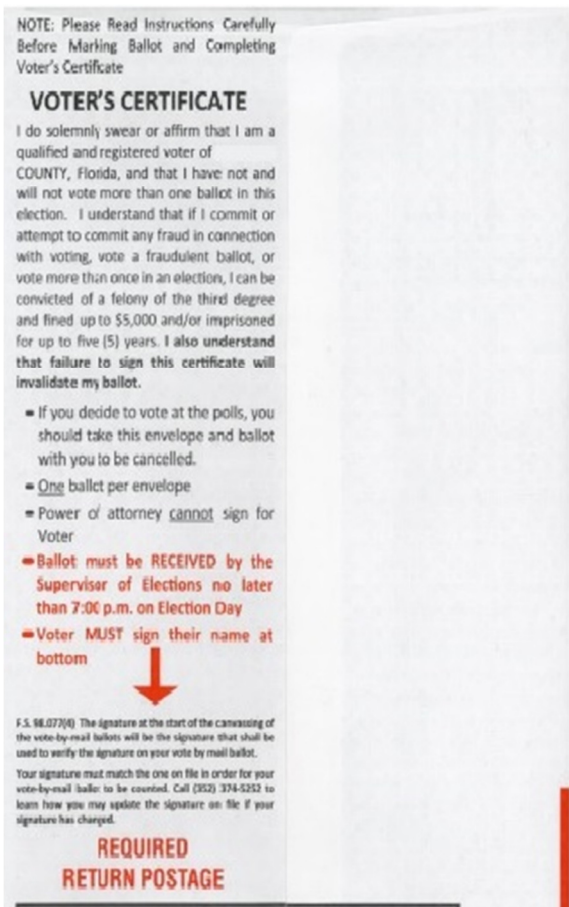 NOTE: Please Read Instructions Carefully
Before Marking Ballot and Completing
Voter's Certificate
VOTER'S CERTIFICATE
I do solemnly swear or affirm that I am a
qualified and registered voter of
COUNTY, Florida, and that I have not and
will not vote more than one ballot in this
election. I understand that if I commit or
attempt to commit any fraud in connection
with voting, vote a fraudulent ballot, or
vote more than once in an election, I can be
convicted of a felony of the third degree
and fined up to $5,000 and/or imprisoned
for up to five (5) years. I also understand
that failure to sign this certificate will
invalidate my ballot.
If you decide to vote at the polls, you
should take this envelope and ballot
with you to be cancelled.
One ballot per envelope
Power of attorney cannot sign for
Voter
Ballot must be RECEIVED by the
Supervisor of Elections no later
than 7:00 p.m. on Election Day
Voter MUST sign their name at
bottom
F.S. 98.077(4) The signature at the start of the canvassing of
the vote-by-mail ballots will be the signature that shall be
used to verify the signature on your vote by mail ballot.
Your signature must match the one on file in order for your
vote-by-mail ballot to be counted. Call (352) 374-5252 to
learn how you may update the signature on file if your
signature has changed.
REQUIRED
RETURN POSTAGE